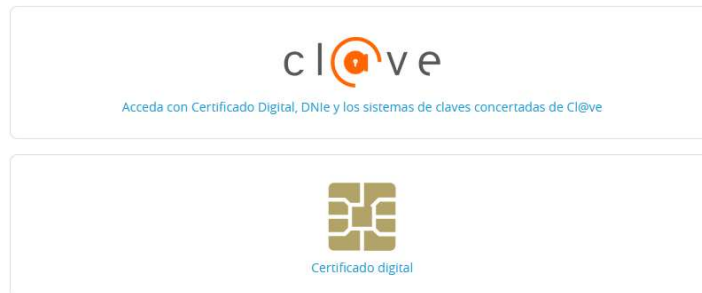 cl@ve
Acceda con Certificado Digital, DNIe y los sistemas de claves concertadas de Cl@ve
Certificado digital